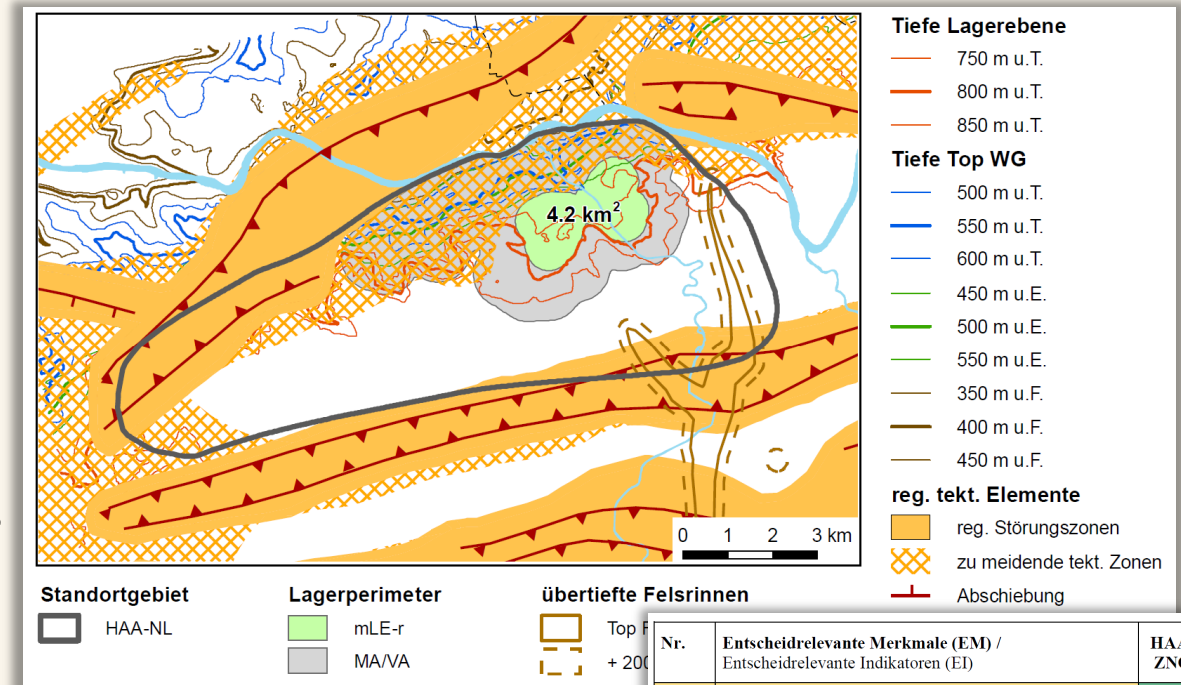 4.2 km²
0 1 2 3 km
Tiefe Lagerebene
750 m u.T.
800 m u.T.
850 m u.T.
Tiefe Top WG
500 m u.T.
550 m u.T.
600 m u.T.
450 m u.E.
500 m u.E.
550 m u.E.
350 m u.F.
400 m u.F.
450 m u.F.
reg. tekt. Elemente
reg. Störungszonen
zu meidende tekt. Zonen
Abschiebung
Standortgebiet
HAA-NL
Lagerperimeter
mLE-r
MA/VA
übertiefte Felsrinnen
Top
+ 200
Nr.
Entscheidrelevante Merkmale (EM) /
Entscheidrelevante Indikatoren (EI)
HAA